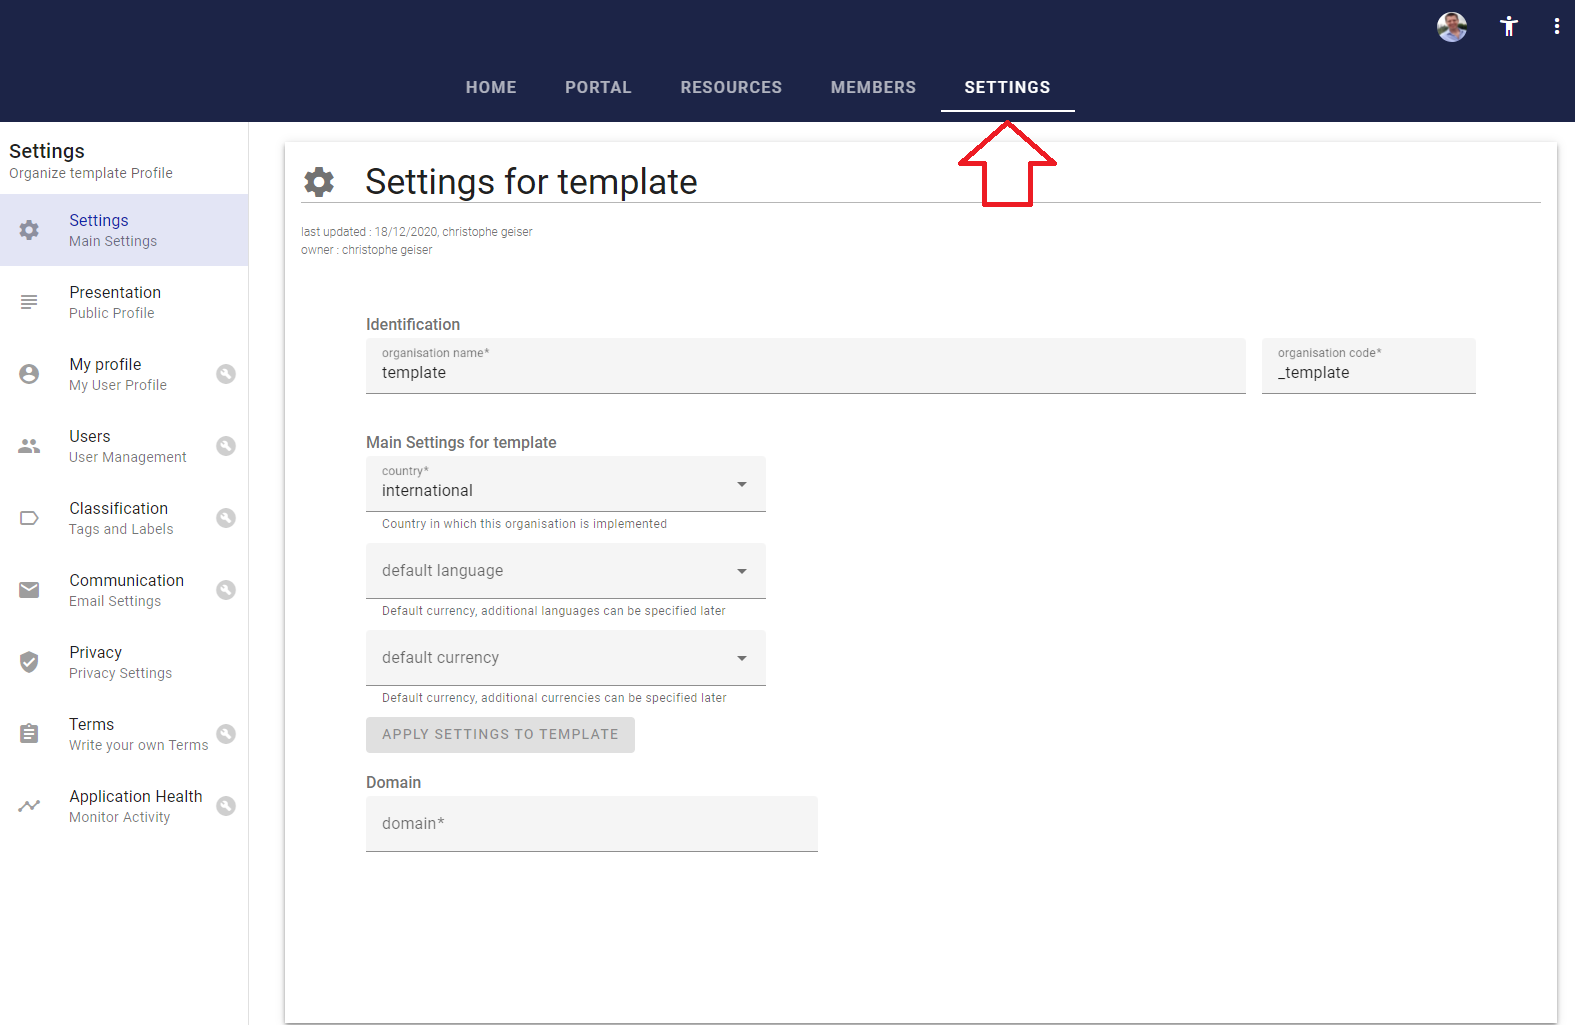 HOME PORTAL RESOURCES MEMBERS SETTINGS
Settings
Organize template Profile
Settings
Main Settings
Presentation
Public Profile
My profile
My User Profile
Users
User Management
Classification
Tags and Labels
Communication
Email Settings
Privacy
Privacy Settings
Terms
Write your own Terms
Application Health
Monitor Activity
Settings for template
last updated : 18/12/2020, christophe geiser
owner : christophe geiser
Identification
organisation name*
template
organisation code*
_template
Main Settings for template
country*
international
Country in which this organisation is implemented
default language
Default currency, additional languages can be specified later
default currency
Default currency, additional currencies can be specified later
APPLY SETTINGS TO TEMPLATE
Domain
domain*